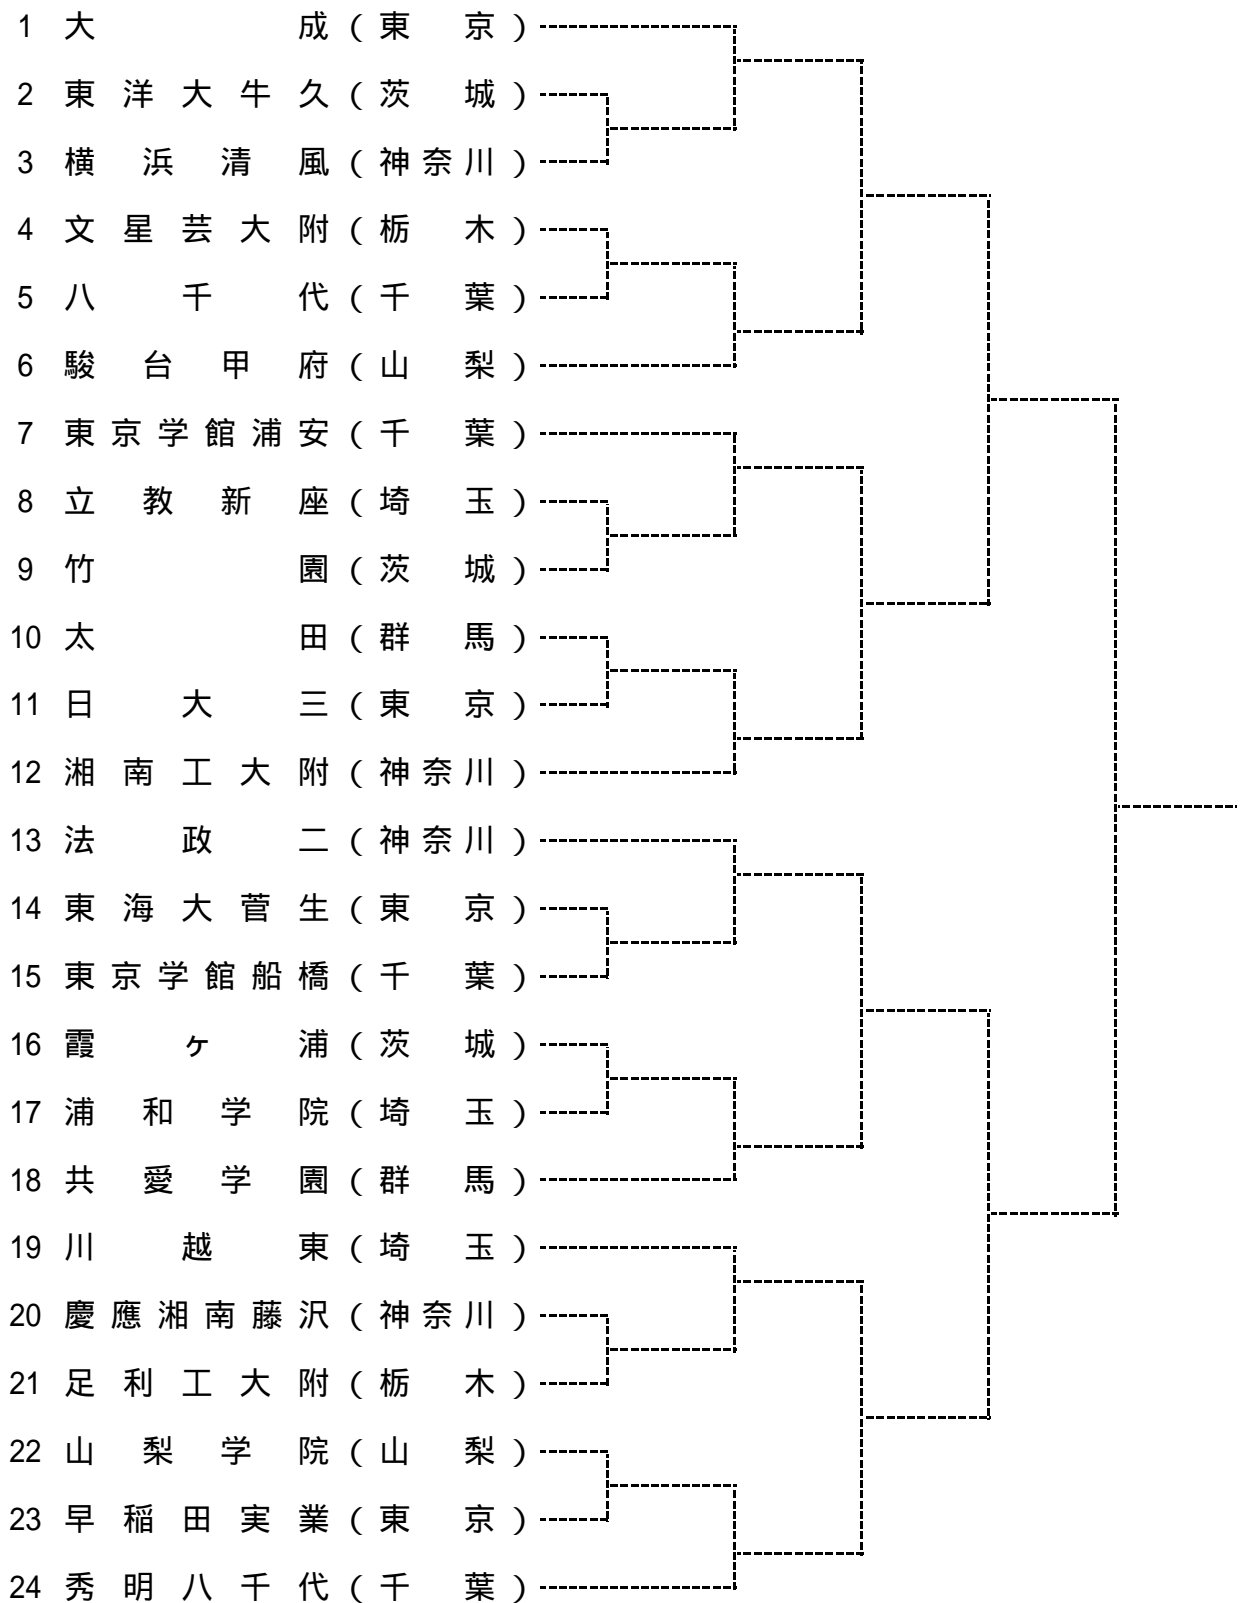 1 大成(東京)
2 東洋大牛久(茨城)
3 横浜清風(神奈川)
4 文星芸大附(栃木)
5 八千代(千葉)
6 駿台甲府(山梨)
7 東京学館浦安(千葉)
8 立教新座(埼玉)
9 竹園(茨城)
10 太田(群馬)
11 日大三(東京)
12 湘南工大附(神奈川)
13 法政二(神奈川)
14 東海大菅生(東京)
15 東京学館船橋(千葉)
16 霞ヶ浦(茨城)
17 浦和学院(埼玉)
18 共愛学園(群馬)
19 川越東(埼玉)
20 慶應湘南藤沢(神奈川)
21 足利工大附(栃木)
22 山梨学院(山梨)
23 早稲田実業(東京)
24 秀明八千代(千葉)